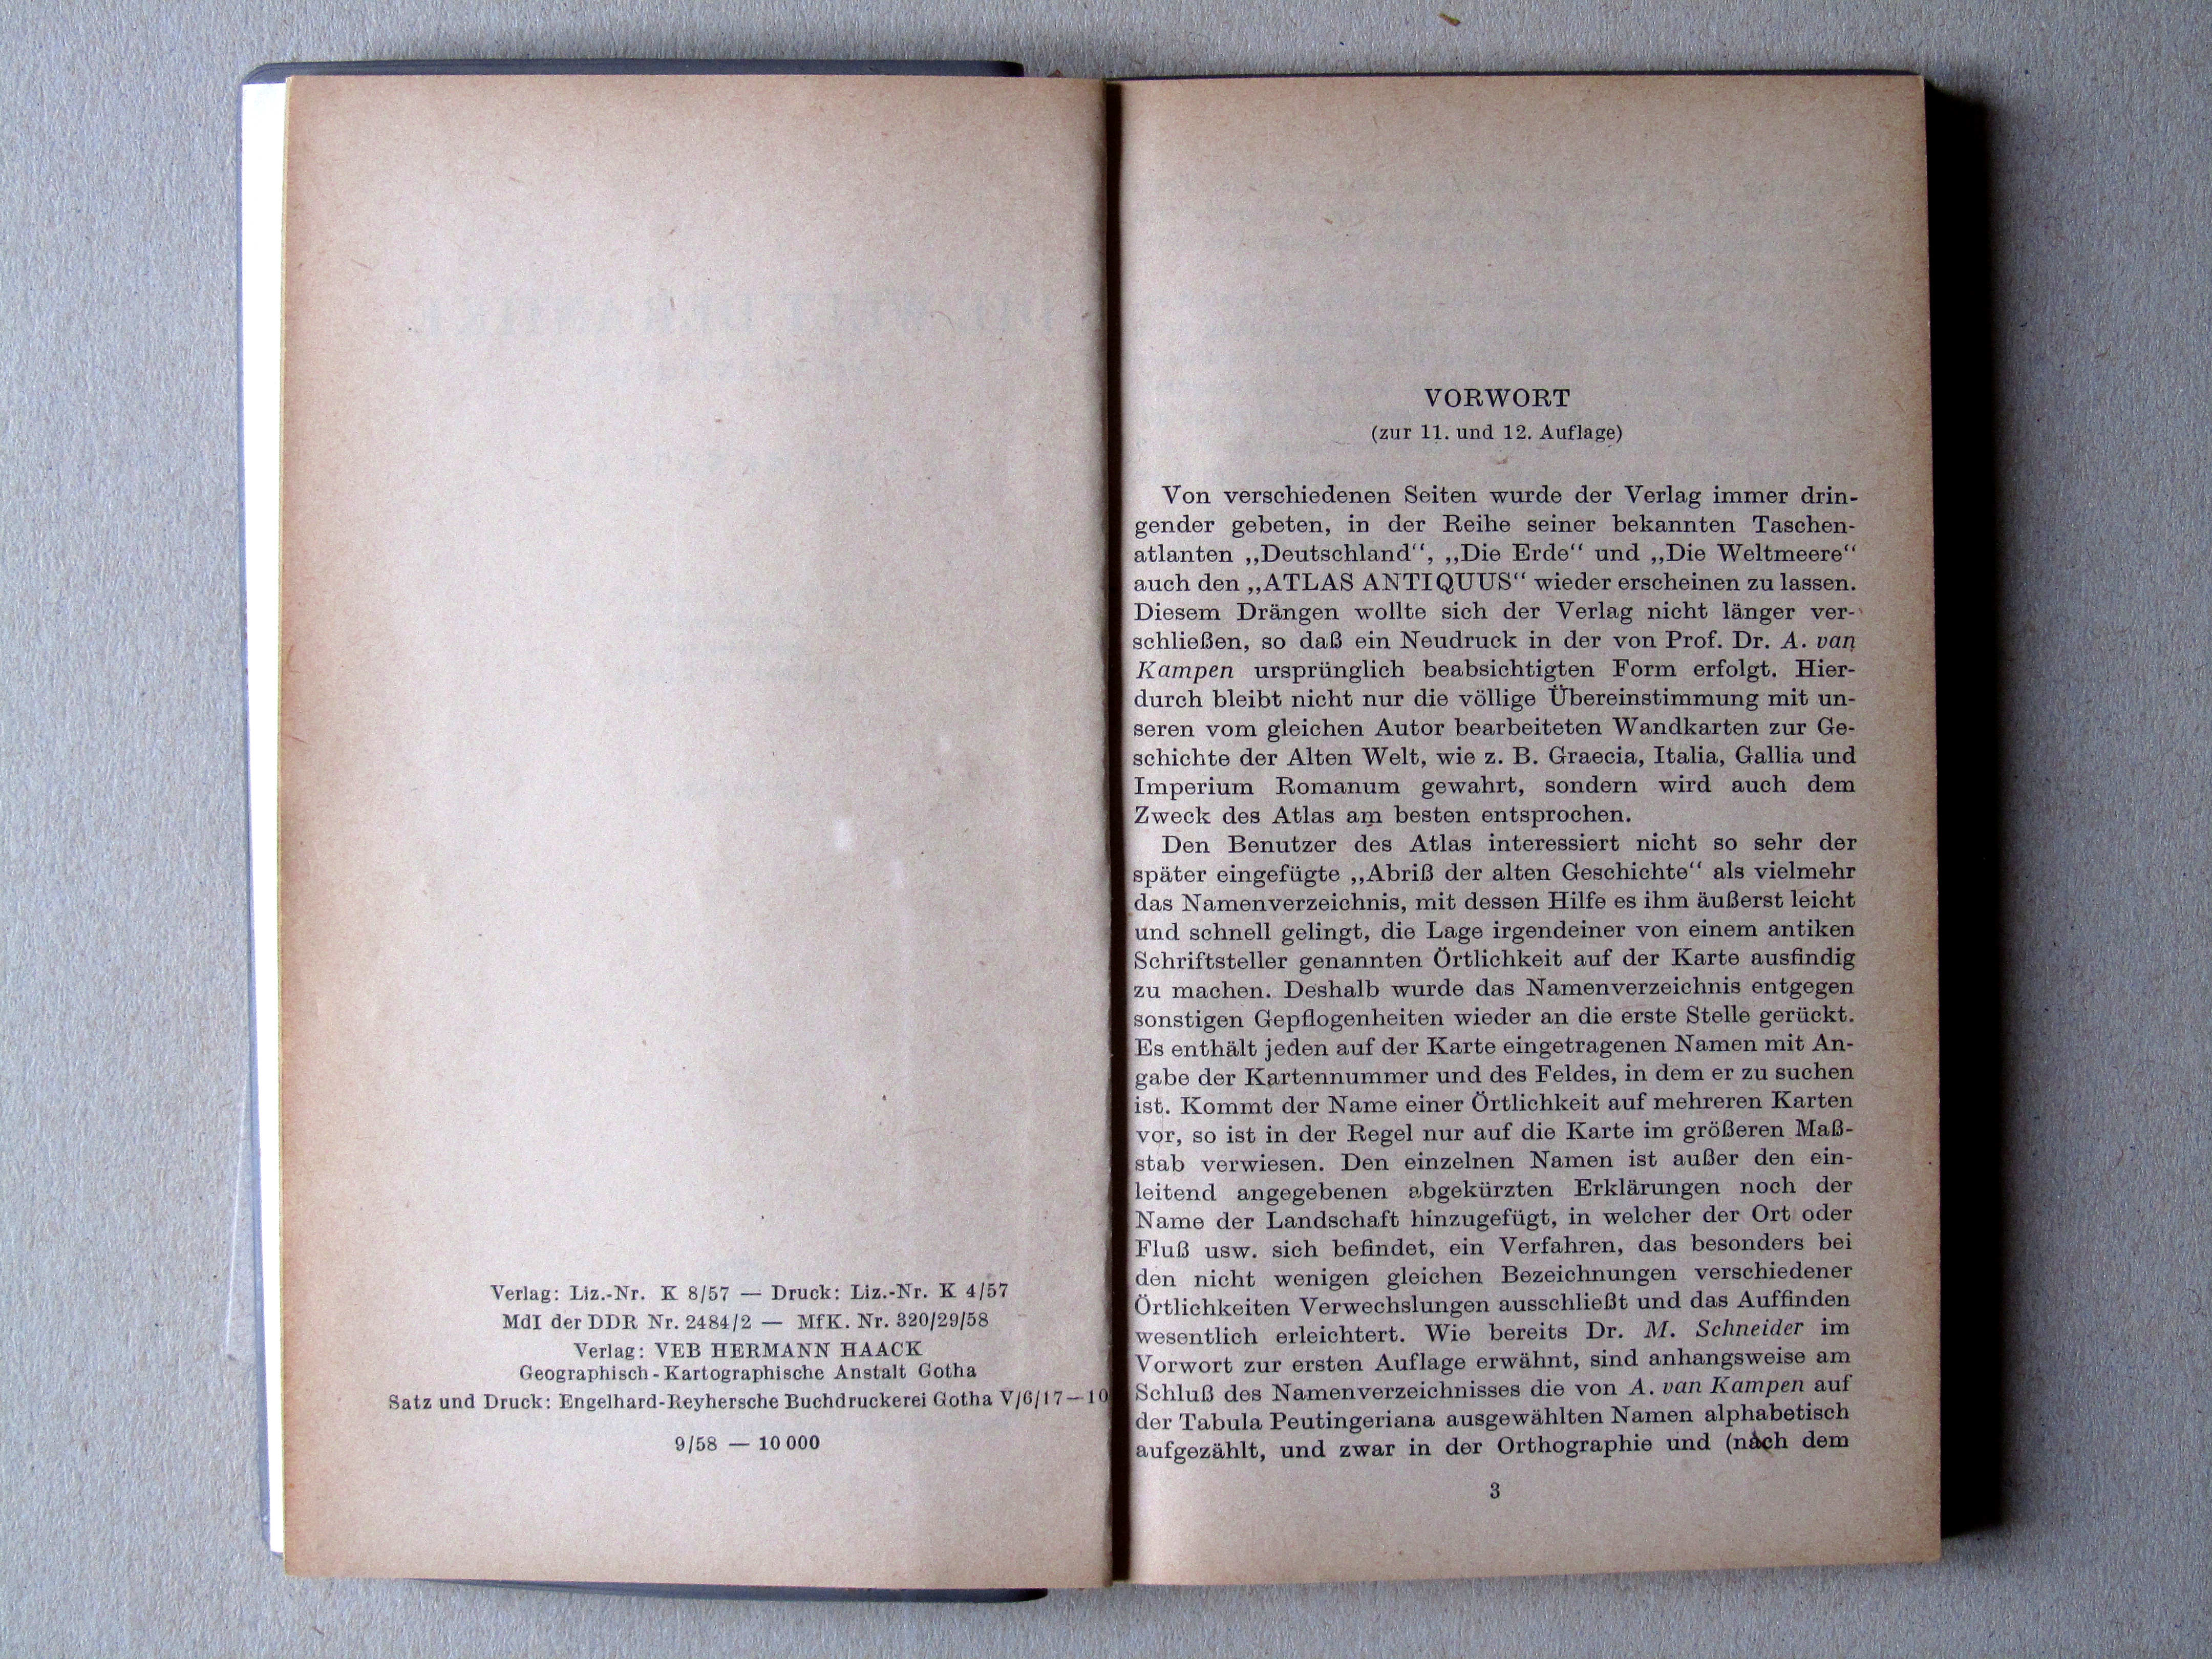 Verlag: Liz.-Nr. K 8/57 — Druck: Liz.-Nr. K 4/57
MdI der DDR Nr. 2484/2 — MfK. Nr. 320/29/58
Verlag: VEB HERMANN HAACK
Geographisch-Kartographische Anstalt Gotha
Satz und Druck: Engelhard-Reyhersche Buchdruckerei Gotha V/6/17—10
9/58 — 10 000
VORWORT
(zur 11. und 12. Auflage)
Von verschiedenen Seiten wurde der Verlag immer drin-
gender gebeten, in der Reihe seiner bekannten Taschen-
atlanten „Deutschland“, „Die Erde“ und „Die Weltmeere“
auch den „ATLAS ANTIQUUS“ wieder erscheinen zu lassen.
Diesem Drängen wollte sich der Verlag nicht länger ver-
schließen, so daß ein Neudruck in der von Prof. Dr. A. van
Kampen ursprünglich beabsichtigten Form erfolgt. Hier-
durch bleibt nicht nur die völlige Übereinstimmung mit un-
seren vom gleichen Autor bearbeiteten Wandkarten zur Ge-
schichte der Alten Welt, wie z. B. Graecia, Italia, Gallia und
Imperium Romanum gewahrt, sondern wird auch dem
Zweck des Atlas am besten entsprochen.
Den Benutzer des Atlas interessiert nicht so sehr der
später eingefügte „Abriß der alten Geschichte“ als vielmehr
das Namenverzeichnis, mit dessen Hilfe es ihm äußerst leicht
und schnell gelingt, die Lage irgendeiner von einem antiken
Schriftsteller genannten Örtlichkeit auf der Karte ausfindig
zu machen. Deshalb wurde das Namenverzeichnis entgegen
sonstigen Gepflogenheiten wieder an die erste Stelle gerückt.
Es enthält jeden auf der Karte eingetragenen Namen mit An-
gabe der Kartennummer und des Feldes, in dem er zu suchen
ist. Kommt der Name einer Örtlichkeit auf mehreren Karten
vor, so ist in der Regel nur auf die Karte im größeren Maß-
stab verwiesen. Den einzelnen Namen ist außer den ein-
leitend angegebenen abgekürzten Erklärungen noch der
Name der Landschaft hinzugefügt, in welcher der Ort oder
Fluß usw. sich befindet, ein Verfahren, das besonders bei
den nicht wenigen gleichen Bezeichnungen verschiedener
Örtlichkeiten Verwechslungen ausschließt und das Auffinden
wesentlich erleichtert. Wie bereits Dr. M. Schneider im
Vorwort zur ersten Auflage erwähnt, sind anhangsweise am
Schluß des Namenverzeichnisses die von A. van Kampen auf
der Tabula Peutingeriana ausgewählten Namen alphabetisch
aufgezählt, und zwar in der Orthographie und (nach dem
3